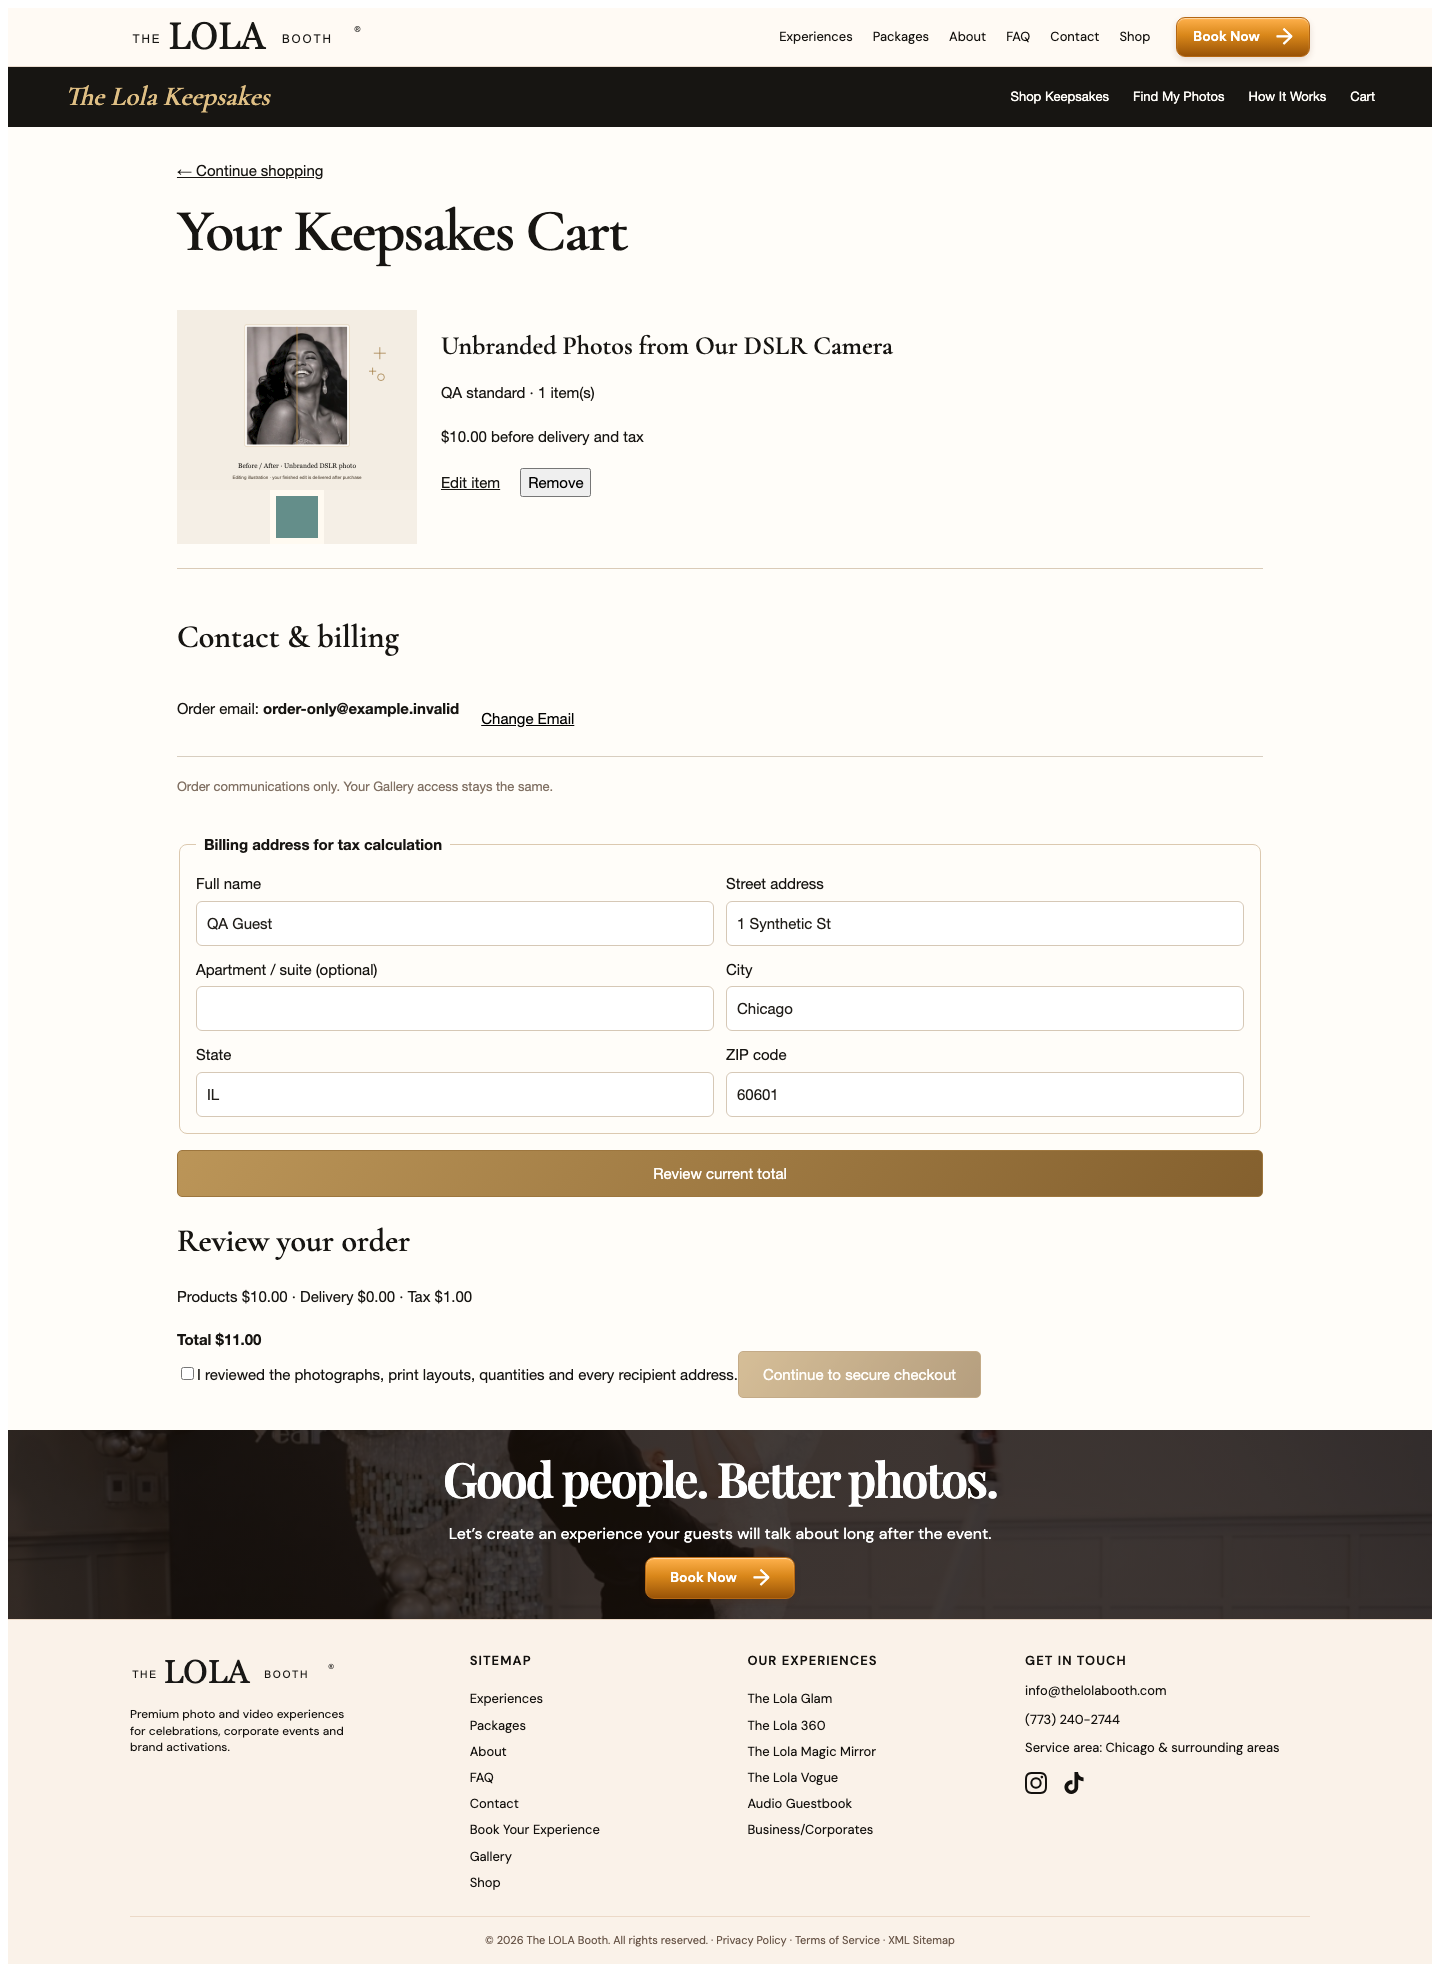 THE LOLA BOOTH ®
Experiences Packages About FAQ Contact Shop Book Now
The Lola Keepsakes
Shop Keepsakes Find My Photos How It Works Cart
← Continue shopping
Your Keepsakes Cart
Before / After · Unbranded DSLR photo
Editing illustration · your finished edit is delivered after purchase
Unbranded Photos from Our DSLR Camera
QA standard · 1 item(s)
$10.00 before delivery and tax
Edit item Remove
Contact & billing
Order email: order-only@example.invalid Change Email
Order communications only. Your Gallery access stays the same.
Billing address for tax calculation
Full name Street address
QA Guest 1 Synthetic St
Apartment / suite (optional) City
Chicago
State ZIP code
IL 60601
Review current total
Review your order
Products $10.00 · Delivery $0.00 · Tax $1.00
Total $11.00
I reviewed the photographs, print layouts, quantities and every recipient address. Continue to secure checkout
year
Good people. Better photos.
Let's create an experience your guests will talk about long after the event.
Book Now
THE LOLA BOOTH ®
Premium photo and video experiences
for celebrations, corporate events and
brand activations.
SITEMAP
Experiences
Packages
About
FAQ
Contact
Book Your Experience
Gallery
Shop
OUR EXPERIENCES
The Lola Glam
The Lola 360
The Lola Magic Mirror
The Lola Vogue
Audio Guestbook
Business/Corporates
GET IN TOUCH
info@thelolabooth.com
(773) 240-2744
Service area: Chicago & surrounding areas
© 2026 The LOLA Booth. All rights reserved. · Privacy Policy · Terms of Service · XML Sitemap